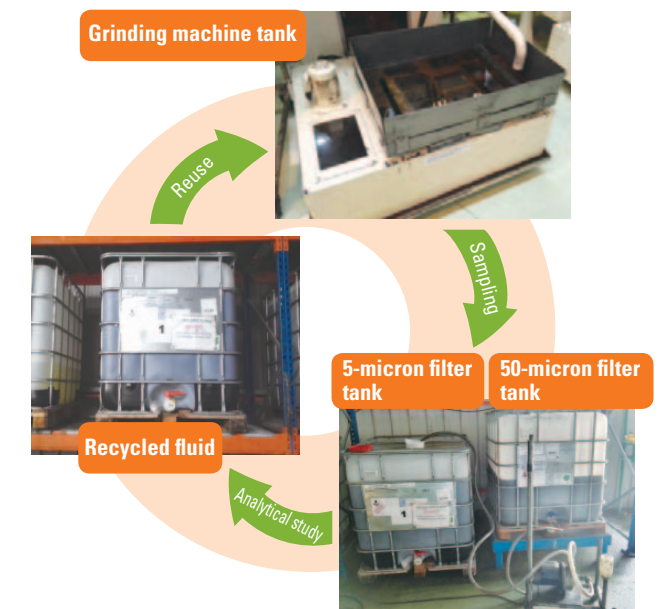 Grinding machine tank
Reuse
Sampling
5-micron filter
tank
50-micron filter
tank
1
Recycled fluid
Analytical study
1